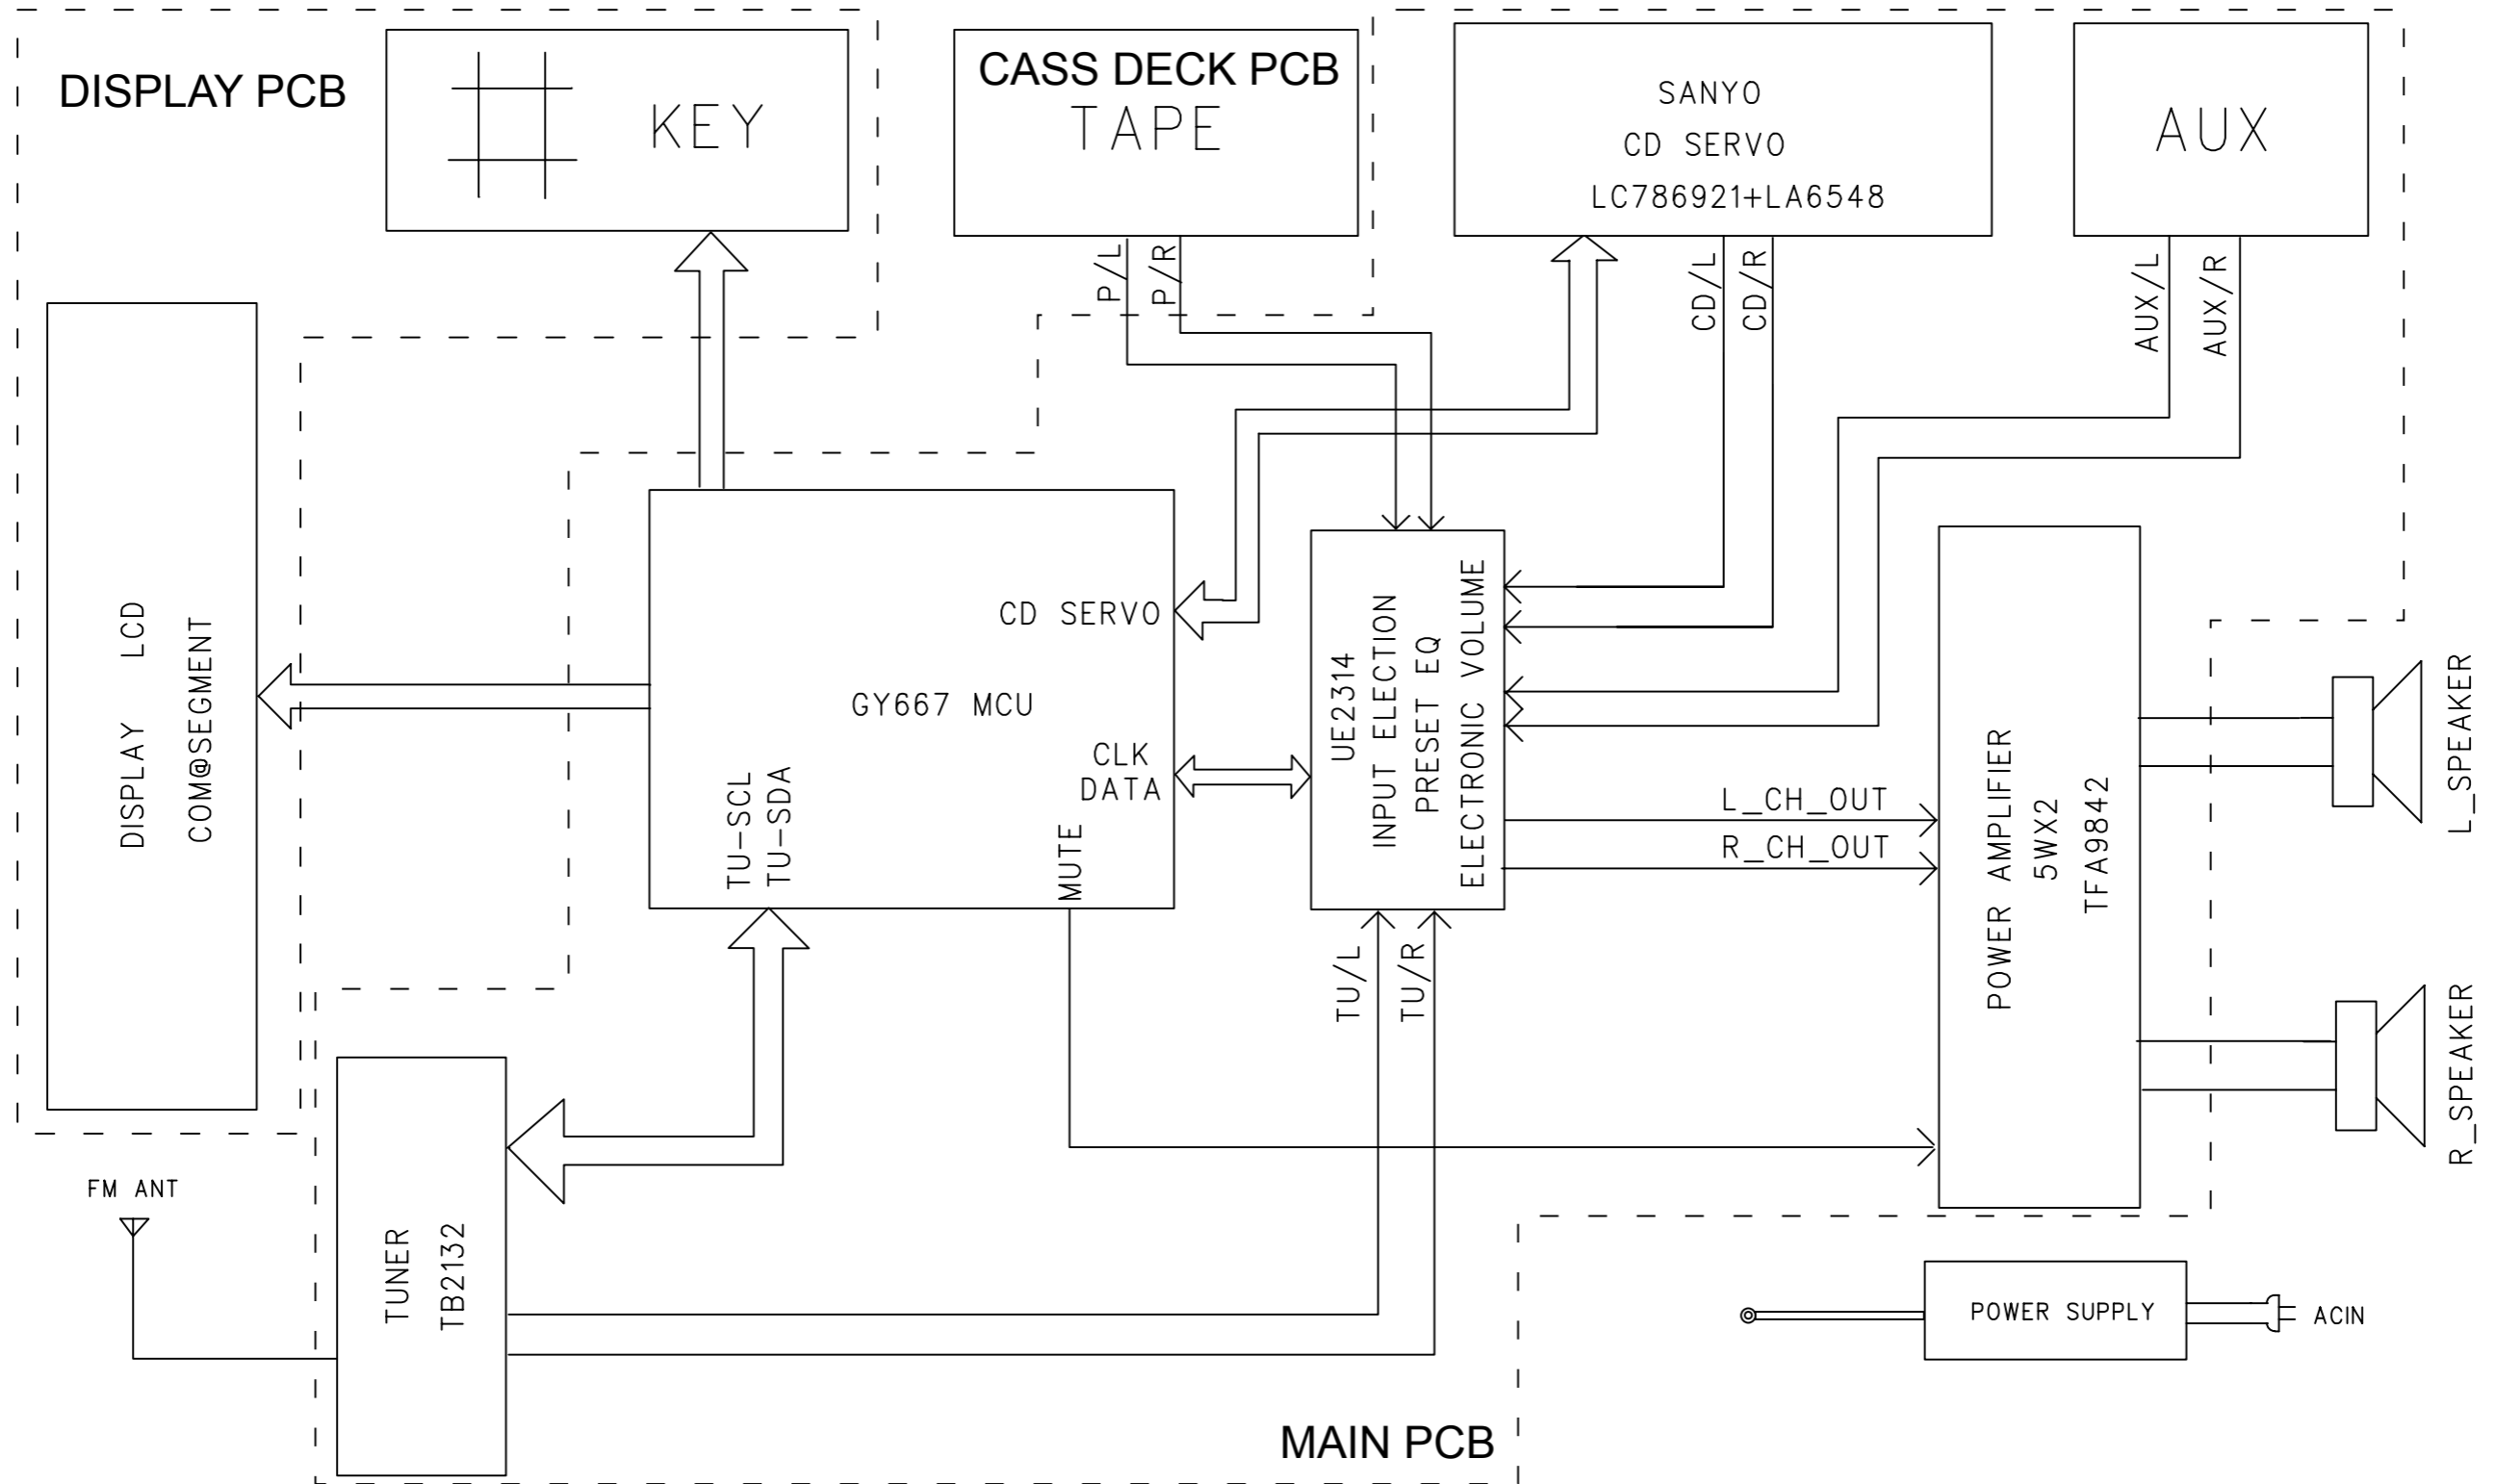 DISPLAY PCB
KEY
CASS DECK PCB
TAPE
SANYO
CD SERVO
LC786921+LA6548
AUX
P/L
P/R
CD/L
CD/R
AUX/L
AUX/R
DISPLAY LCD
COM@SEGMENT
CD SERVO
GY667 MCU
CLK
DATA
TU-SCL
TU-SDA
MUTE
UE2314
INPUT ELECTION
PRESET EQ
ELECTRONIC VOLUME
L_CH_OUT
R_CH_OUT
POWER AMPLIFIER
5WX2
TFA9842
L_SPEAKER
R_SPEAKER
TU/L
TU/R
FM ANT
TUNER
TB2132
POWER SUPPLY
ACIN
MAIN PCB